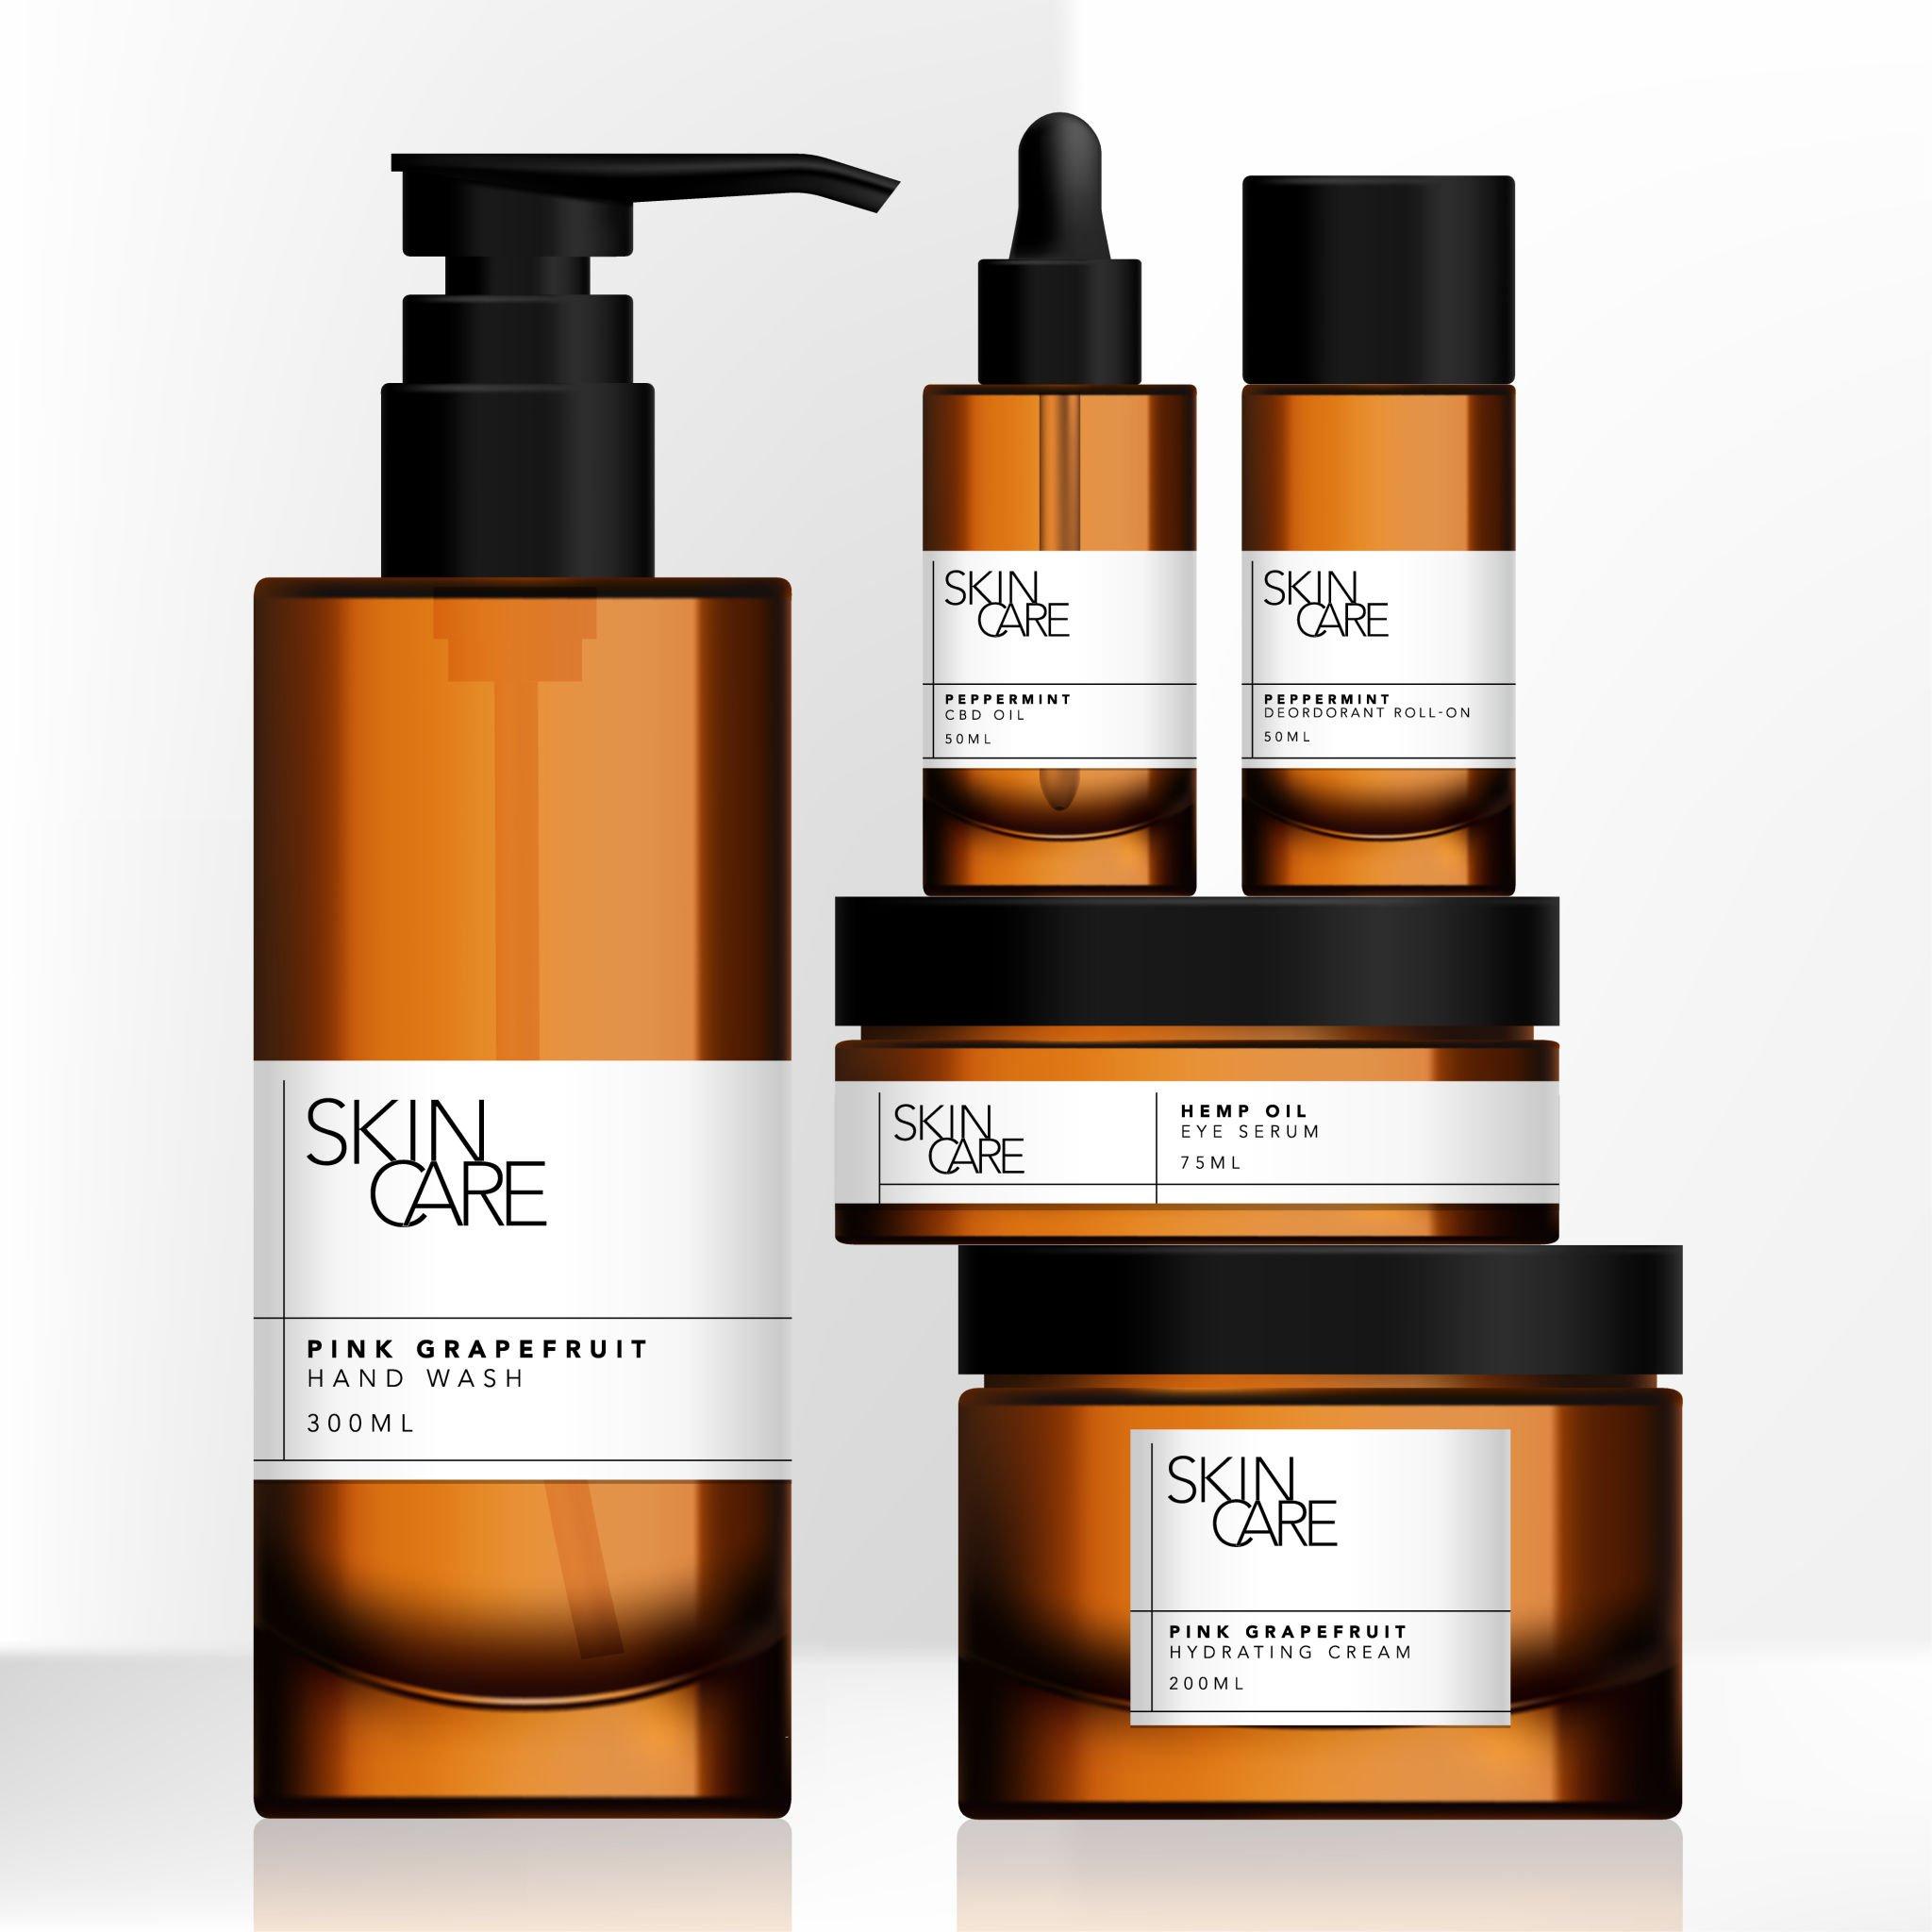 SKIN
CARE
PINK GRAPEFRUIT
HAND WASH
300ML
SKIN
CARE
PEPPERMINT
CBD OIL
50ML
SKIN
CARE
PEPPERMINT
DEORDORANT ROLL-ON
50ML
SKIN
CARE
HEMP OIL
EYE SERUM
75ML
SKIN
CARE
PINK GRAPEFRUIT
HYDRATING CREAM
200ML